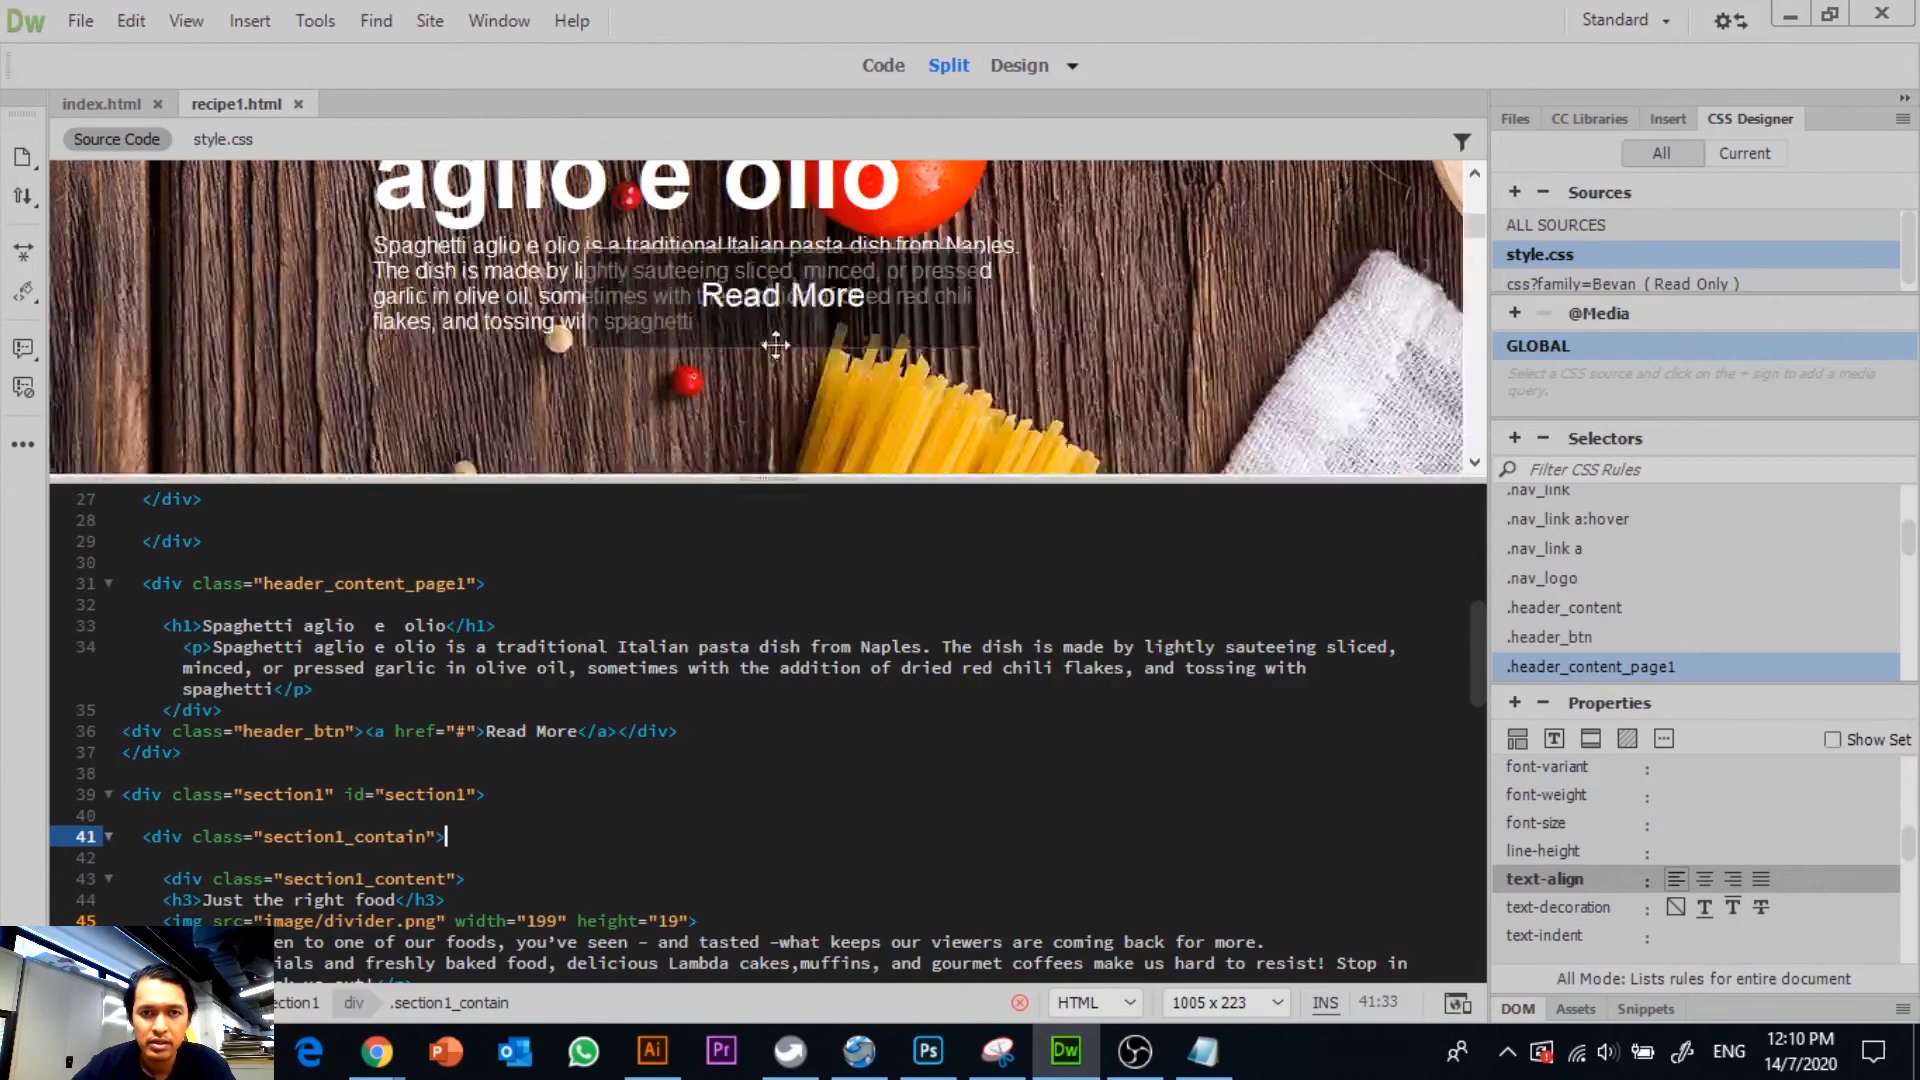 Dw File Edit View Insert Tools Find Site Window Help Standard
Code Split Design
index.html recipe1.html
Source Code style.css
aglio e olio
Spaghetti aglio e olio is a traditional Italian pasta dish from Naples.
The dish is made by lightly sauteeing sliced, minced, or pressed
garlic in olive oil, sometimes with
red chili
flakes, and tossing with spaghetti
Read More
27 </div>
28
29 </div>
30
31 <div class="header_content_page1">
32
33 <h1>Spaghetti aglio  e  olio</h1>
34 <p>Spaghetti aglio e olio is a traditional Italian pasta dish from Naples. The dish is made by lightly sauteeing sliced,
minced, or pressed garlic in olive oil, sometimes with the addition of dried red chili flakes, and tossing with
spaghetti</p>
35 </div>
36 <div class="header_btn"><a href="#">Read More</a></div>
37 </div>
38
39 <div class="section1" id="section1">
40
41 <div class="section1_contain">
42
43 <div class="section1_content">
44 <h3>Just the right food</h3>
45 <img src="image/divider.png" width="199" height="19">
en to one of our foods, you've seen – and tasted –what keeps our viewers are coming back for more.
ials and freshly baked food, delicious Lambda cakes,muffins, and gourmet coffees make us hard to resist! Stop in
ection1 div .section1_contain HTML 1005 x 223 INS 41:33
Files CC Libraries Insert CSS Designer
All Current
+ − Sources
ALL SOURCES
style.css
css?family=Bevan ( Read Only )
+ − @Media
GLOBAL
Select a CSS source and click on the + sign to add a media
query.
+ − Selectors
Filter CSS Rules
.nav_link
.nav_link a:hover
.nav_link a
.nav_logo
.header_content
.header_btn
.header_content_page1
+ − Properties
Show Set
font-variant :
font-weight :
font-size :
line-height :
text-align :
text-decoration :
text-indent :
All Mode: Lists rules for entire document
DOM Assets Snippets
Ai Pr Ps Dw
ENG
12:10 PM
14/7/2020